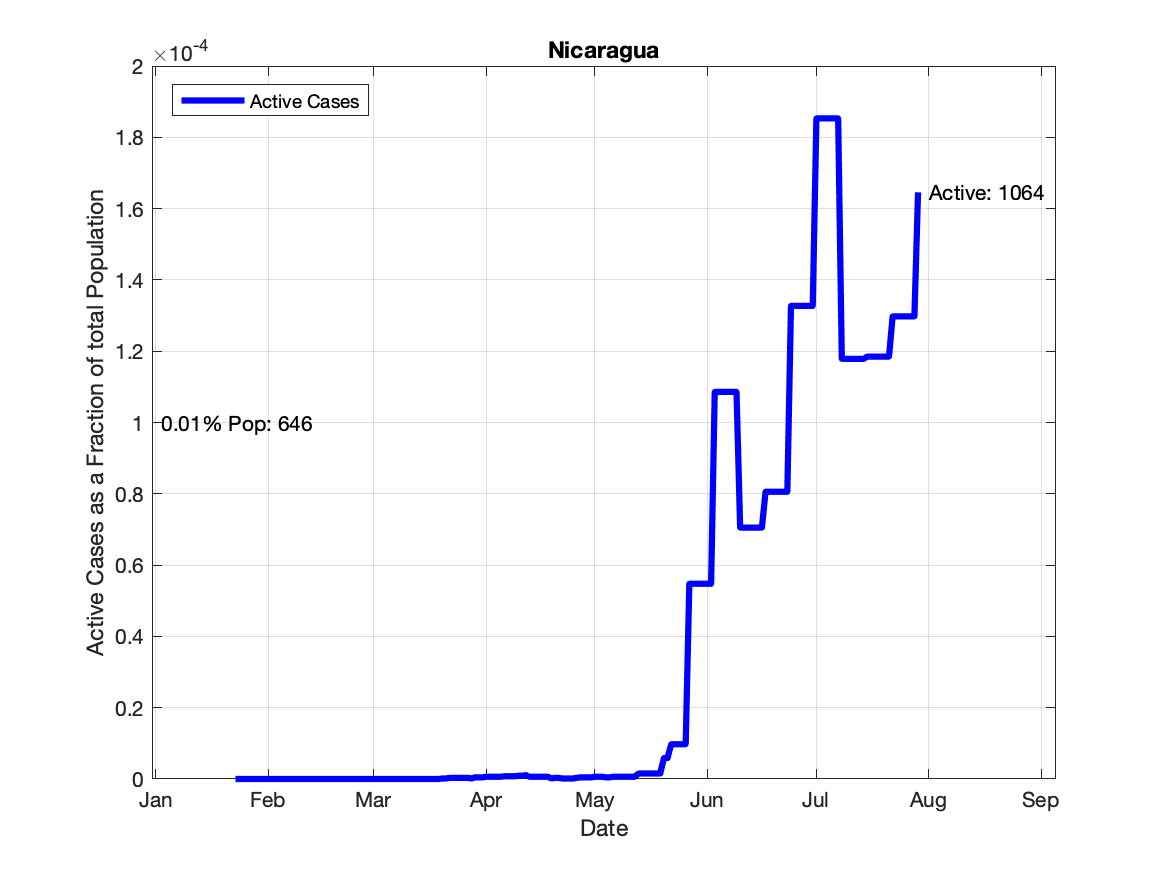 Nicaragua
×10-4
Active Cases
2
1.8
1.6
1.4
1.2
1
0.8
0.6
0.4
0.2
0
Active Cases as a Fraction of total Population
Active: 1064
0.01% Pop: 646
Jan Feb Mar Apr May Jun Jul Aug Sep
Date